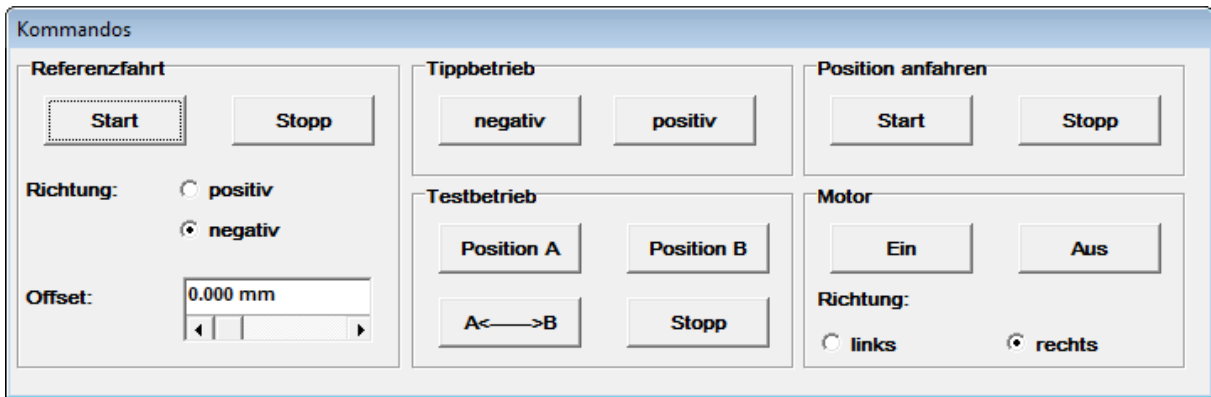 Kommandos
Referenzfahrt
Start Stopp
Richtung: positiv
negativ
Offset: 0.000 mm
Tippbetrieb
negativ positiv
Testbetrieb
Position A Position B
A<——>B Stopp
Position anfahren
Start Stopp
Motor
Ein Aus
Richtung:
links rechts